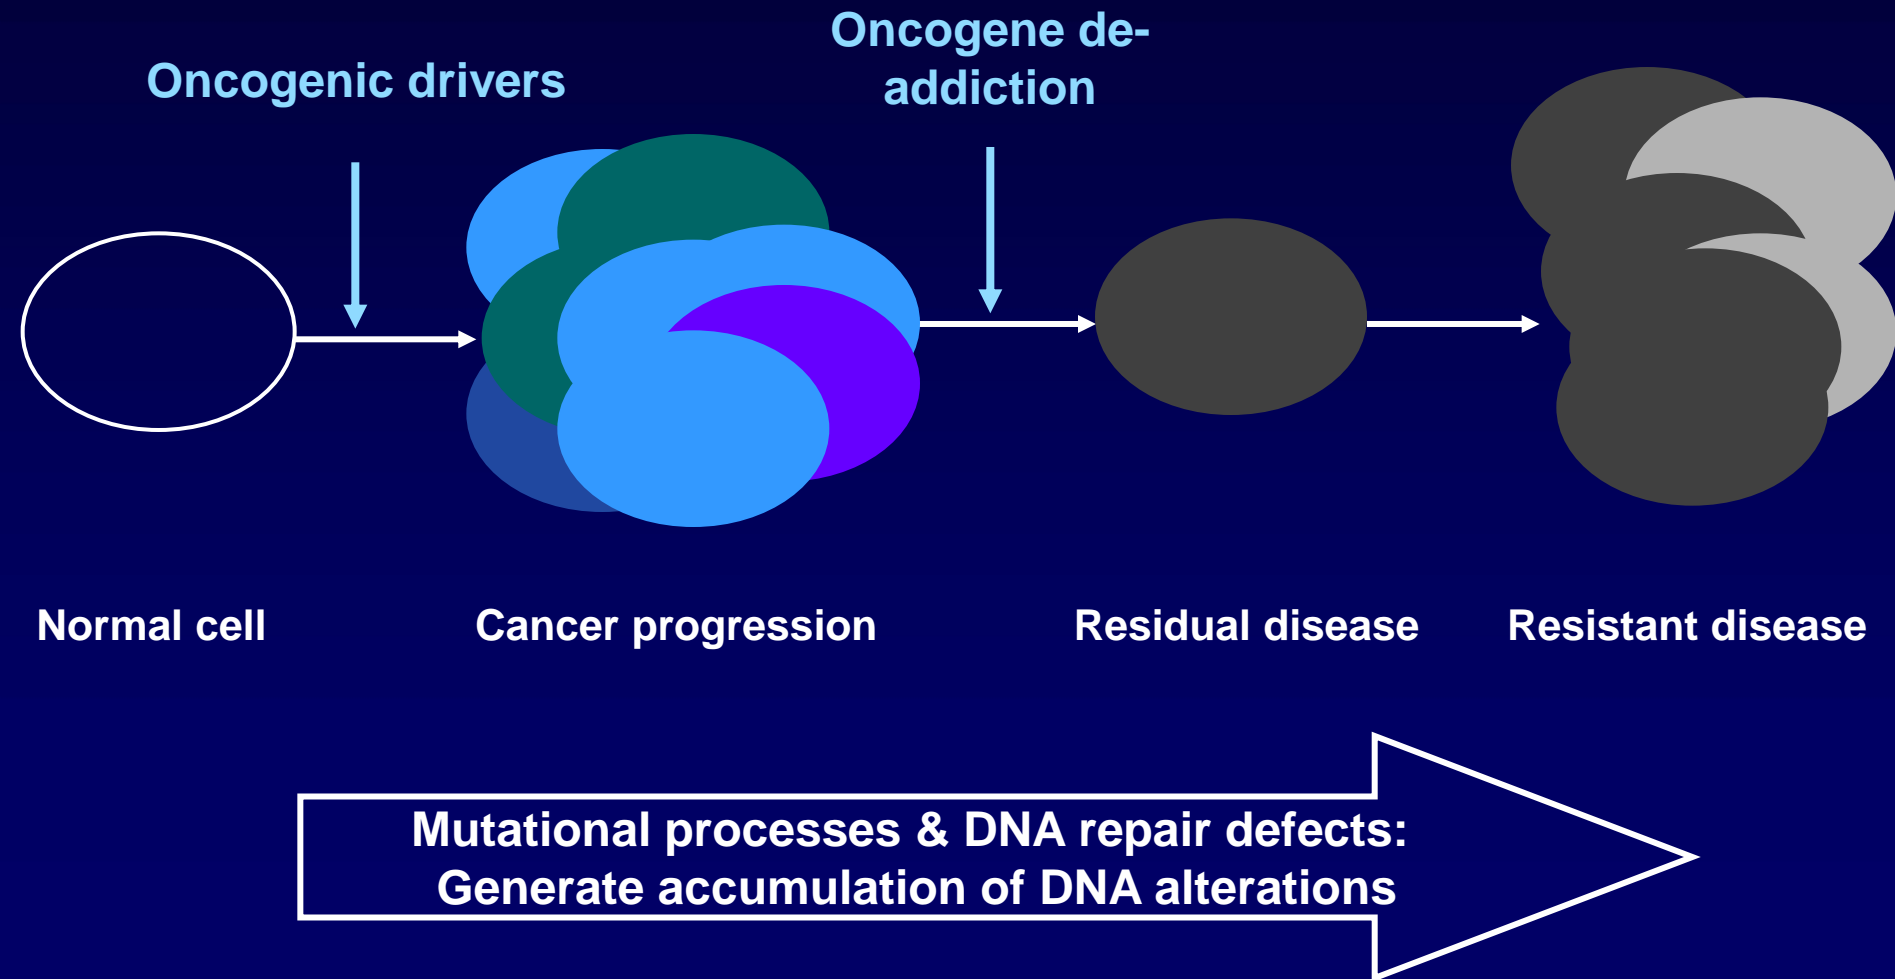 Oncogenic drivers
Oncogene de-
addiction
Normal cell
Cancer progression
Residual disease
Resistant disease
Mutational processes & DNA repair defects:
Generate accumulation of DNA alterations